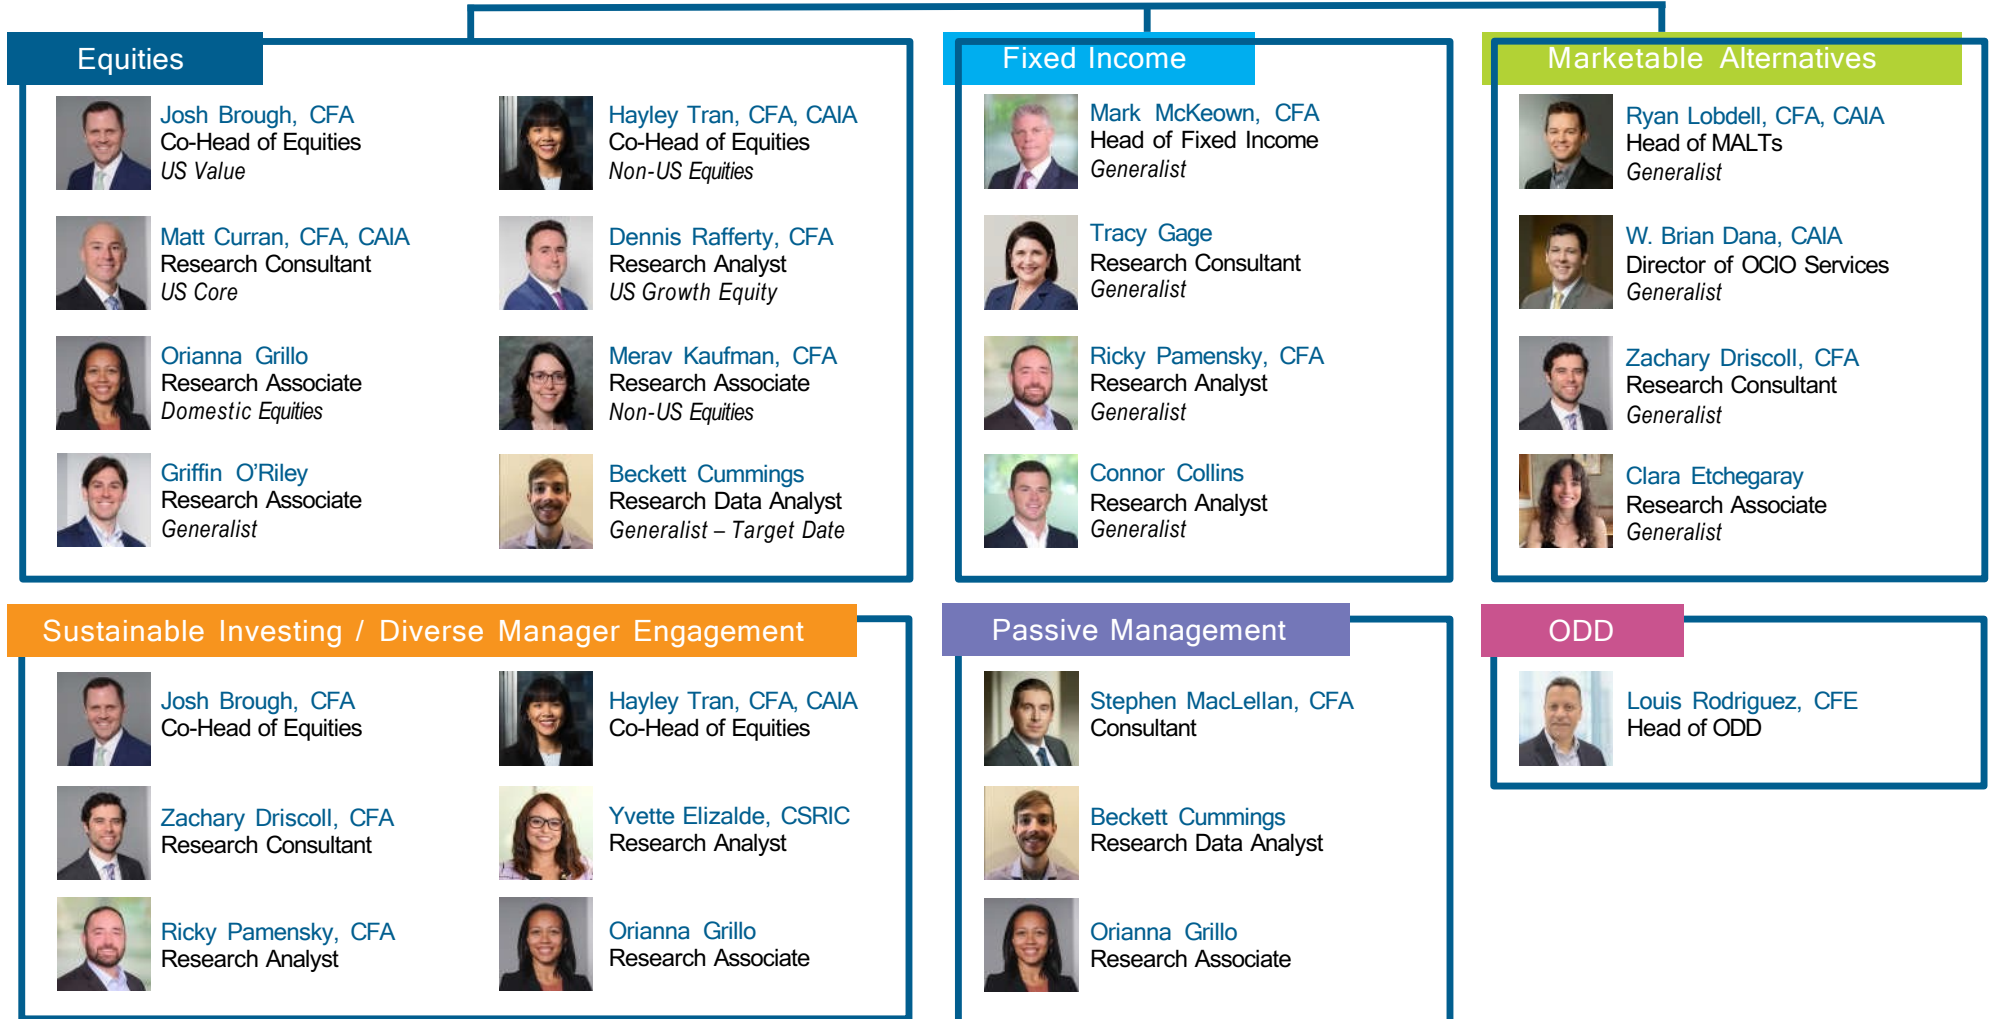 Equities
Josh Brough, CFA
Co-Head of Equities
US Value
Hayley Tran, CFA, CAIA
Co-Head of Equities
Non-US Equities
Matt Curran, CFA, CAIA
Research Consultant
US Core
Dennis Rafferty, CFA
Research Analyst
US Growth Equity
Orianna Grillo
Research Associate
Domestic Equities
Merav Kaufman, CFA
Research Associate
Non-US Equities
Griffin O'Riley
Research Associate
Generalist
Beckett Cummings
Research Data Analyst
Generalist – Target Date
Fixed Income
Mark McKeown, CFA
Head of Fixed Income
Generalist
Tracy Gage
Research Consultant
Generalist
Ricky Pamensky, CFA
Research Analyst
Generalist
Connor Collins
Research Analyst
Generalist
Marketable Alternatives
Ryan Lobdell, CFA, CAIA
Head of MALTs
Generalist
W. Brian Dana, CAIA
Director of OCIO Services
Generalist
Zachary Driscoll, CFA
Research Consultant
Generalist
Clara Etchegaray
Research Associate
Generalist
Sustainable Investing / Diverse Manager Engagement
Josh Brough, CFA
Co-Head of Equities
Hayley Tran, CFA, CAIA
Co-Head of Equities
Zachary Driscoll, CFA
Research Consultant
Yvette Elizalde, CSRIC
Research Analyst
Ricky Pamensky, CFA
Research Analyst
Orianna Grillo
Research Associate
Passive Management
Stephen MacLellan, CFA
Consultant
Beckett Cummings
Research Data Analyst
Orianna Grillo
Research Associate
ODD
Louis Rodriguez, CFE
Head of ODD